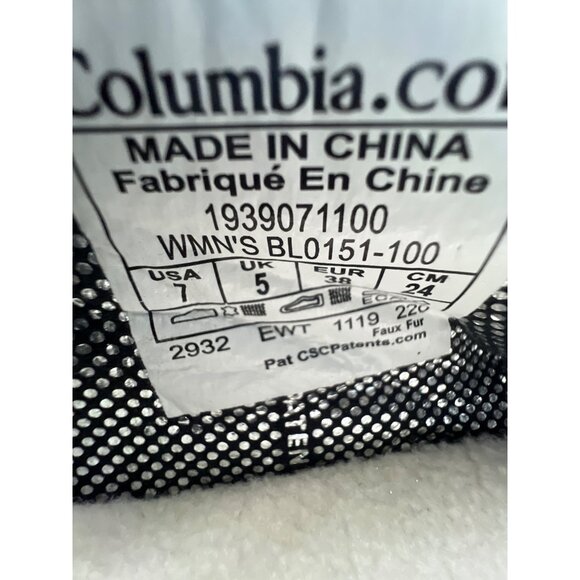 Columbia.co
MADE IN CHINA
Fabriqué En Chine
1939071100
WMN'S BL0151-100
USA UK EUR CM
7 5 38 24
2932 EWT 1119 220
Faux Fur
Pat CSCPatents.com
ATEN